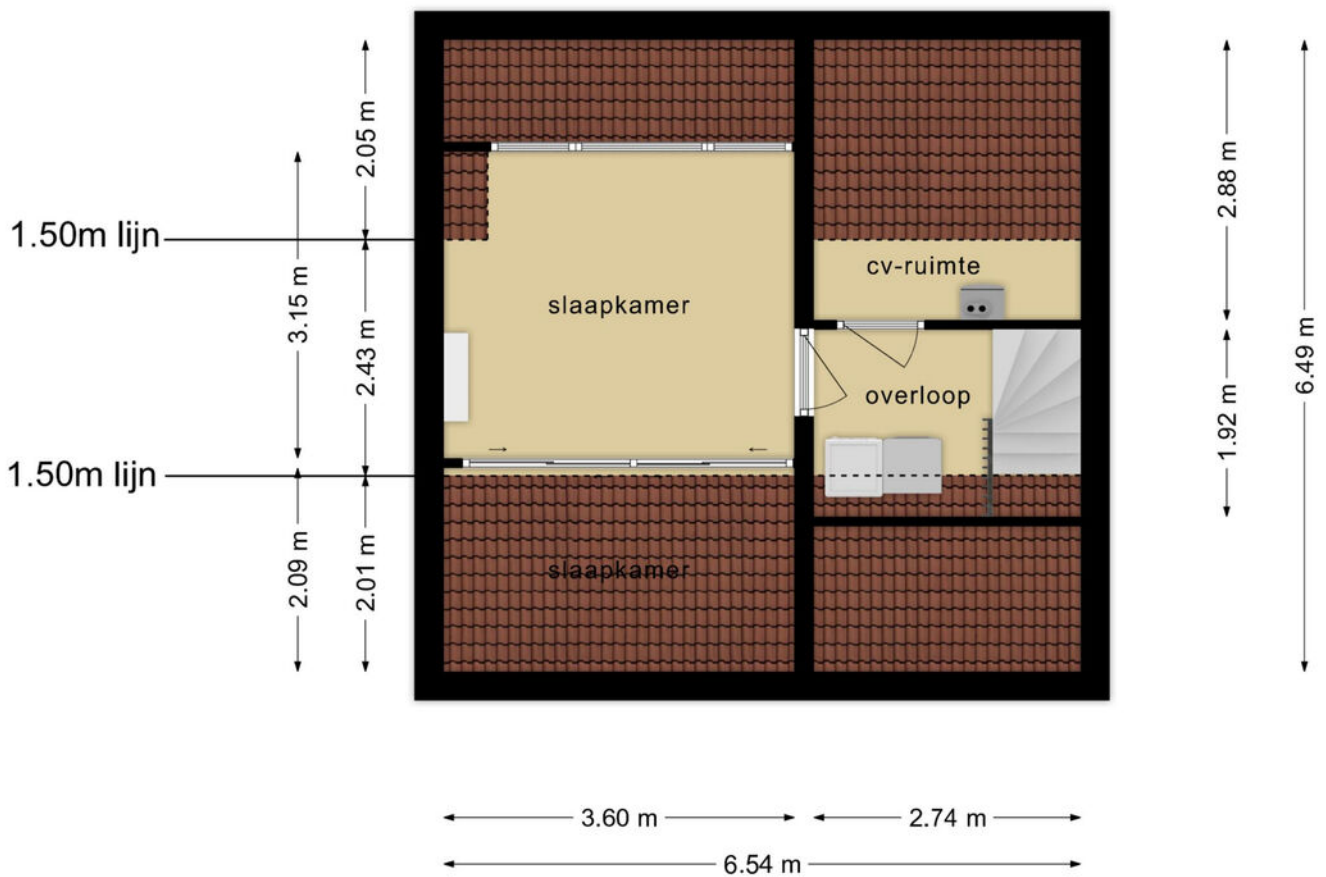 2.05 m
2.88 m
1.50m lijn
cv-ruimte
3.15 m
slaapkamer
2.43 m
6.49 m
overloop
1.92 m
1.50m lijn
2.09 m
2.01 m
slaapkamer
3.60 m
2.74 m
6.54 m